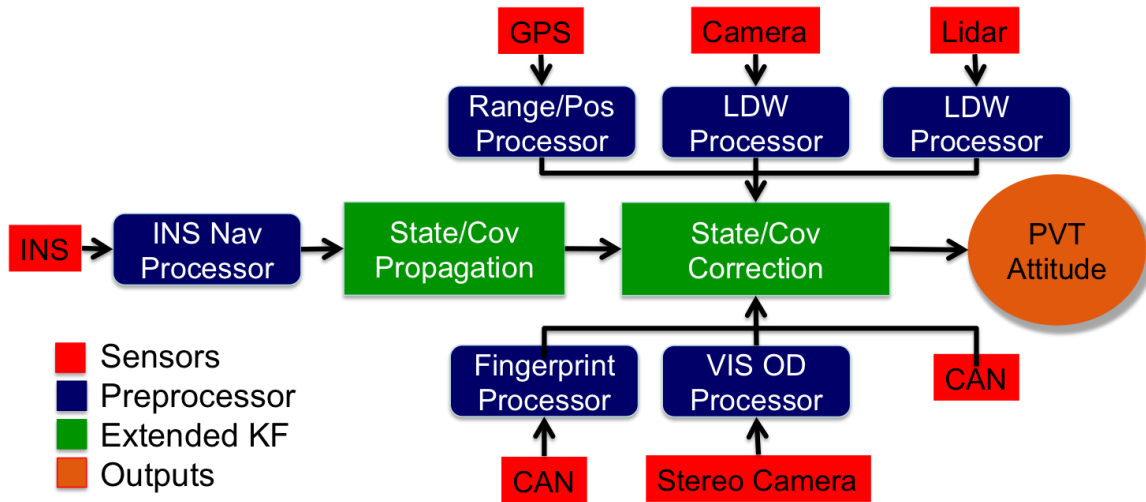 GPS
Camera
Lidar
Range/Pos
Processor
LDW
Processor
LDW
Processor
INS
INS Nav
Processor
State/Cov
Propagation
State/Cov
Correction
PVT
Attitude
Fingerprint
Processor
VIS OD
Processor
CAN
CAN
Stereo Camera
Sensors
Preprocessor
Extended KF
Outputs